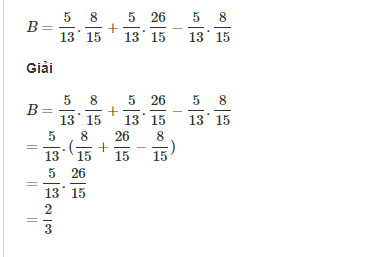 B = 5/13 . 8/15 + 5/13 . 26/15 − 5/13 . 8/15
Giải
B = 5/13 . 8/15 + 5/13 . 26/15 − 5/13 . 8/15
= 5/13 . (8/15 + 26/15 − 8/15)
= 5/13 . 26/15
= 2/3